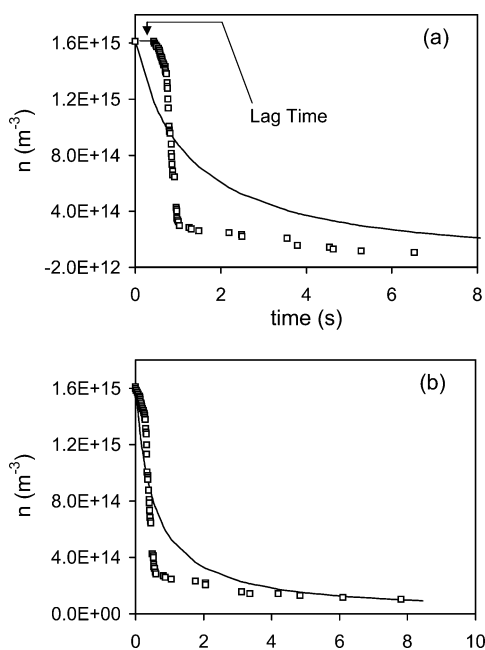 (a)
1.6E+15
1.2E+15
8.0E+14
4.0E+14
-2.0E+12
n (m-3)
Lag Time
0 2 4 6 8
time (s)
(b)
1.6E+15
1.2E+15
8.0E+14
4.0E+14
0.0E+00
n (m-3)
0 2 4 6 8 10